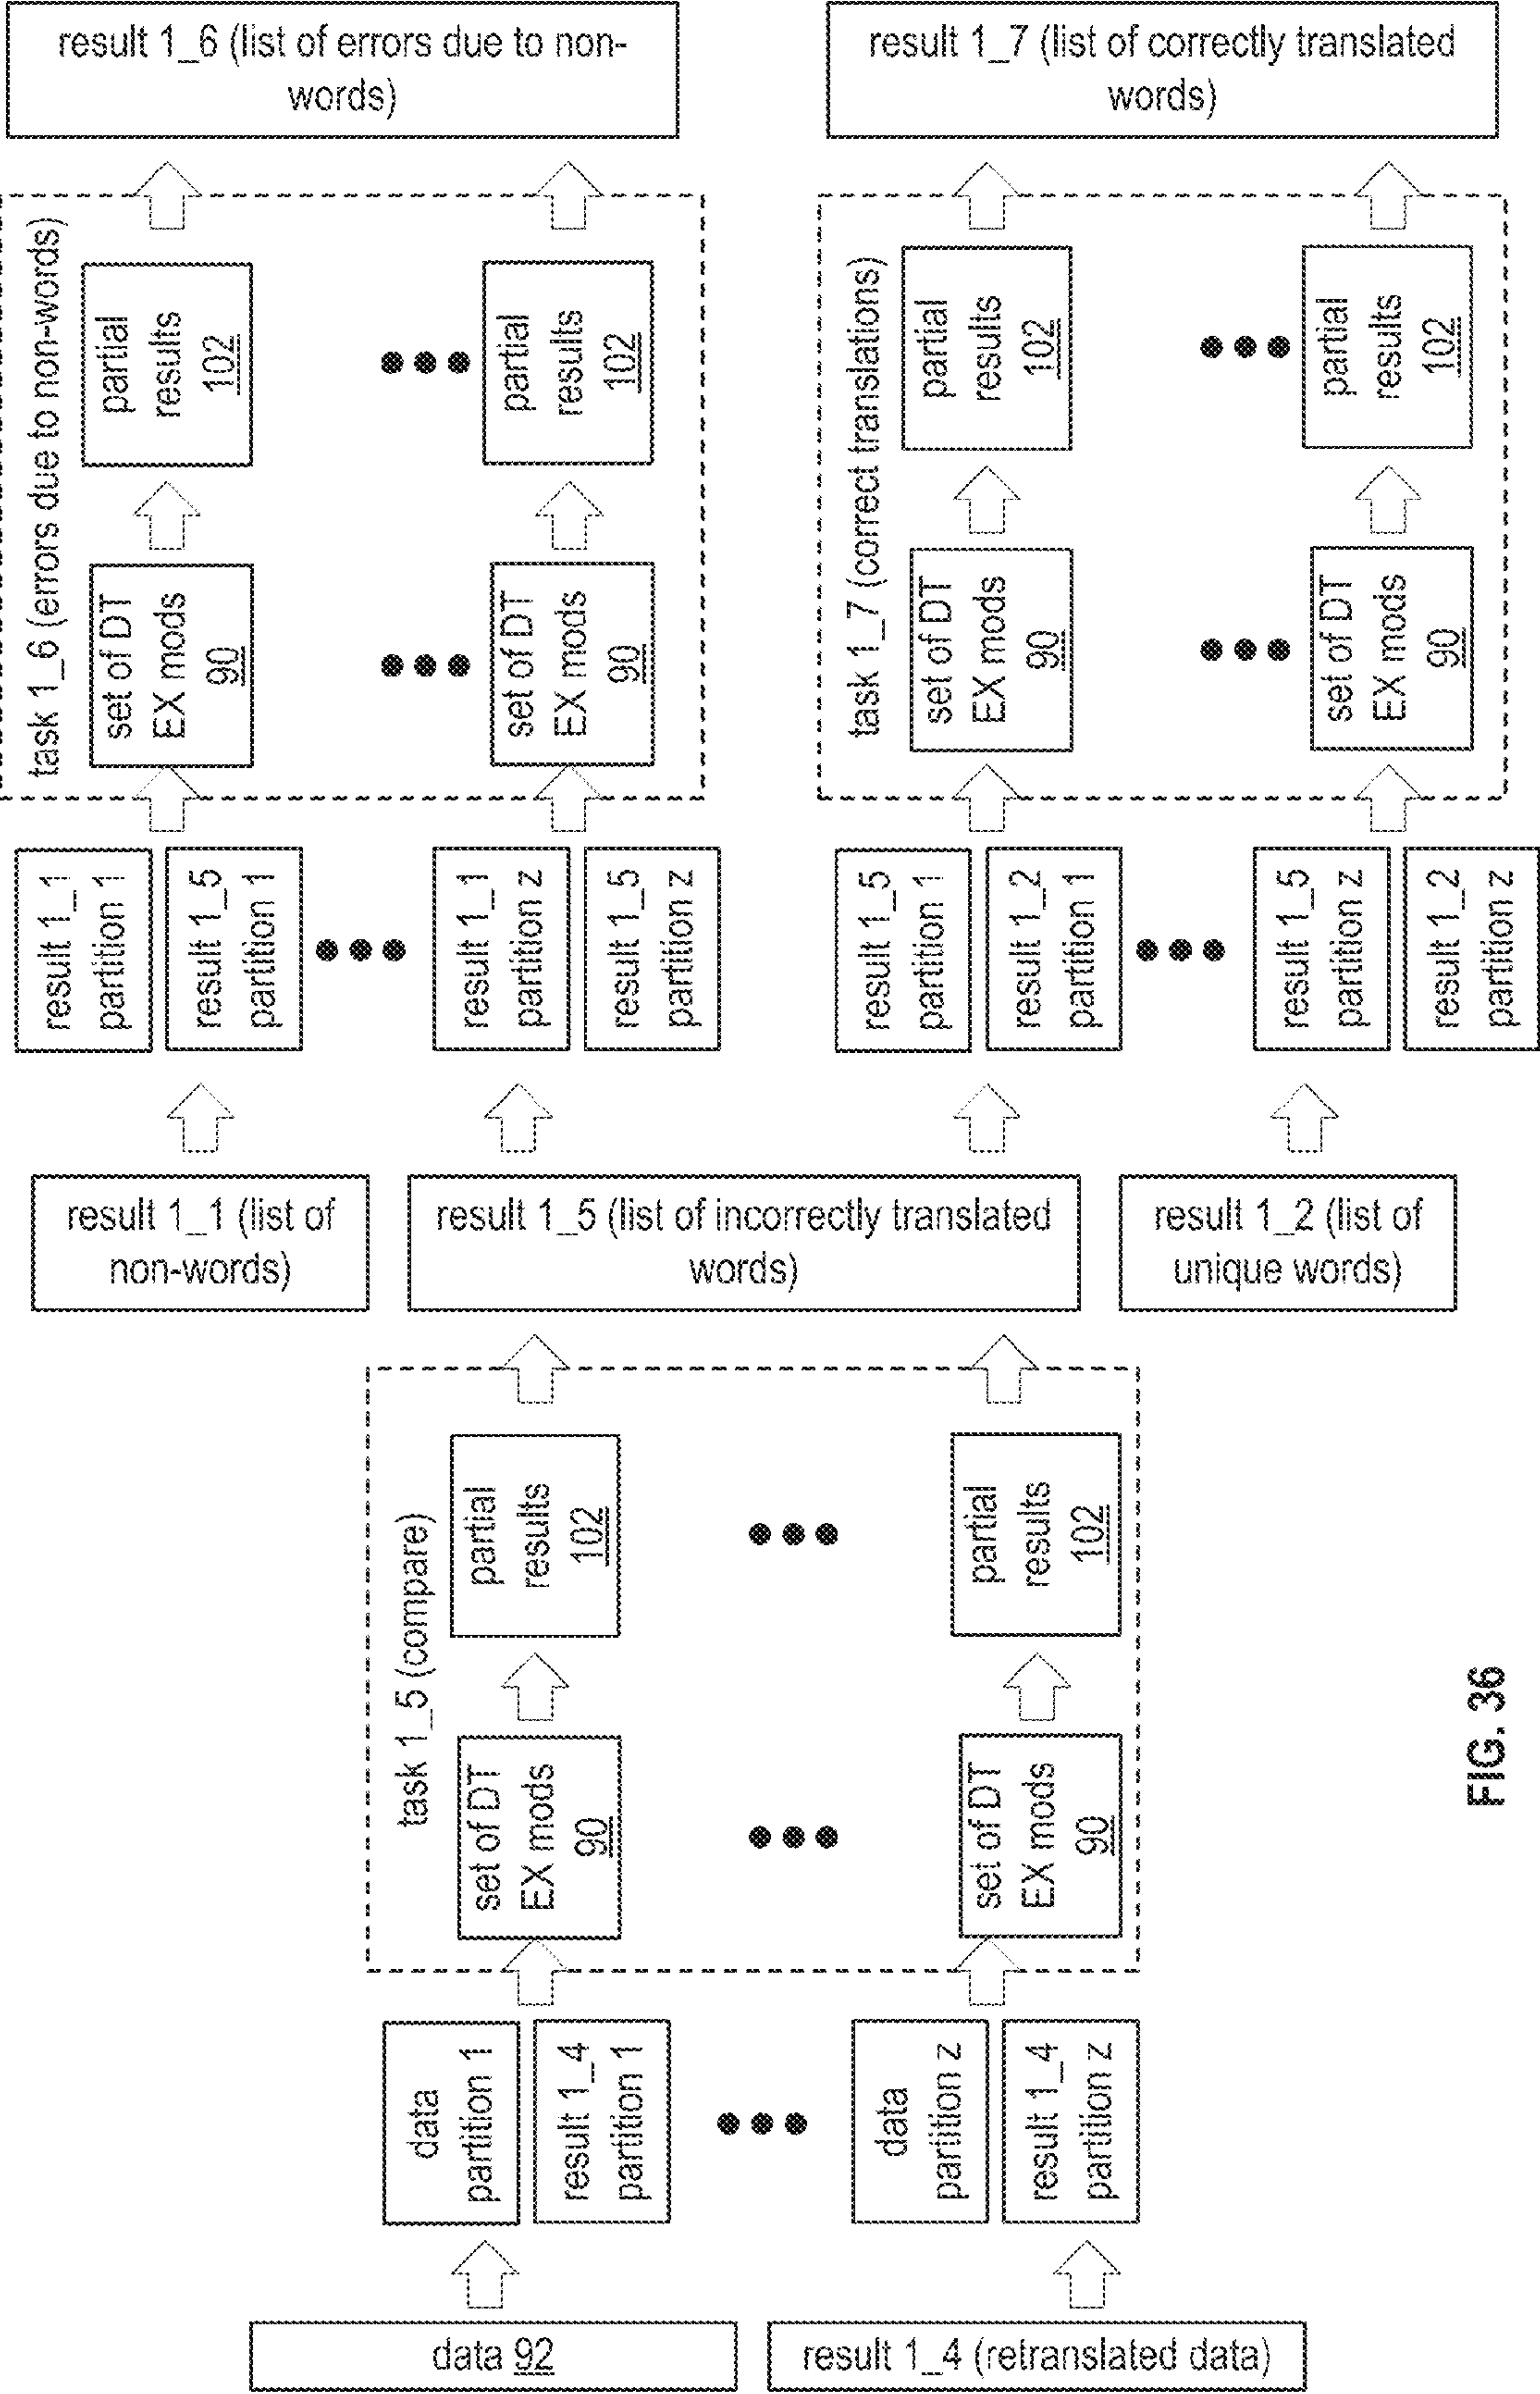 result 1_6 (list of errors due to non-
words)
result 1_7 (list of correctly translated
words)
task 1_6 (errors due to non-words)
partial
results
102
partial
results
102
set of DT
EX mods
90
set of DT
EX mods
90
task 1_7 (correct translations)
partial
results
102
partial
results
102
set of DT
EX mods
90
set of DT
EX mods
90
result 1_1
partition 1
result 1_5
partition 1
result 1_1
partition z
result 1_5
partition z
result 1_5
partition 1
result 1_2
partition 1
result 1_5
partition z
result 1_2
partition z
result 1_1 (list of
non-words)
result 1_5 (list of incorrectly translated
words)
result 1_2 (list of
unique words)
task 1_5 (compare)
partial
results
102
partial
results
102
set of DT
EX mods
90
set of DT
EX mods
90
data
partition 1
result 1_4
partition 1
data
partition z
result 1_4
partition z
data 92
result 1_4 (retranslated data)
FIG. 36